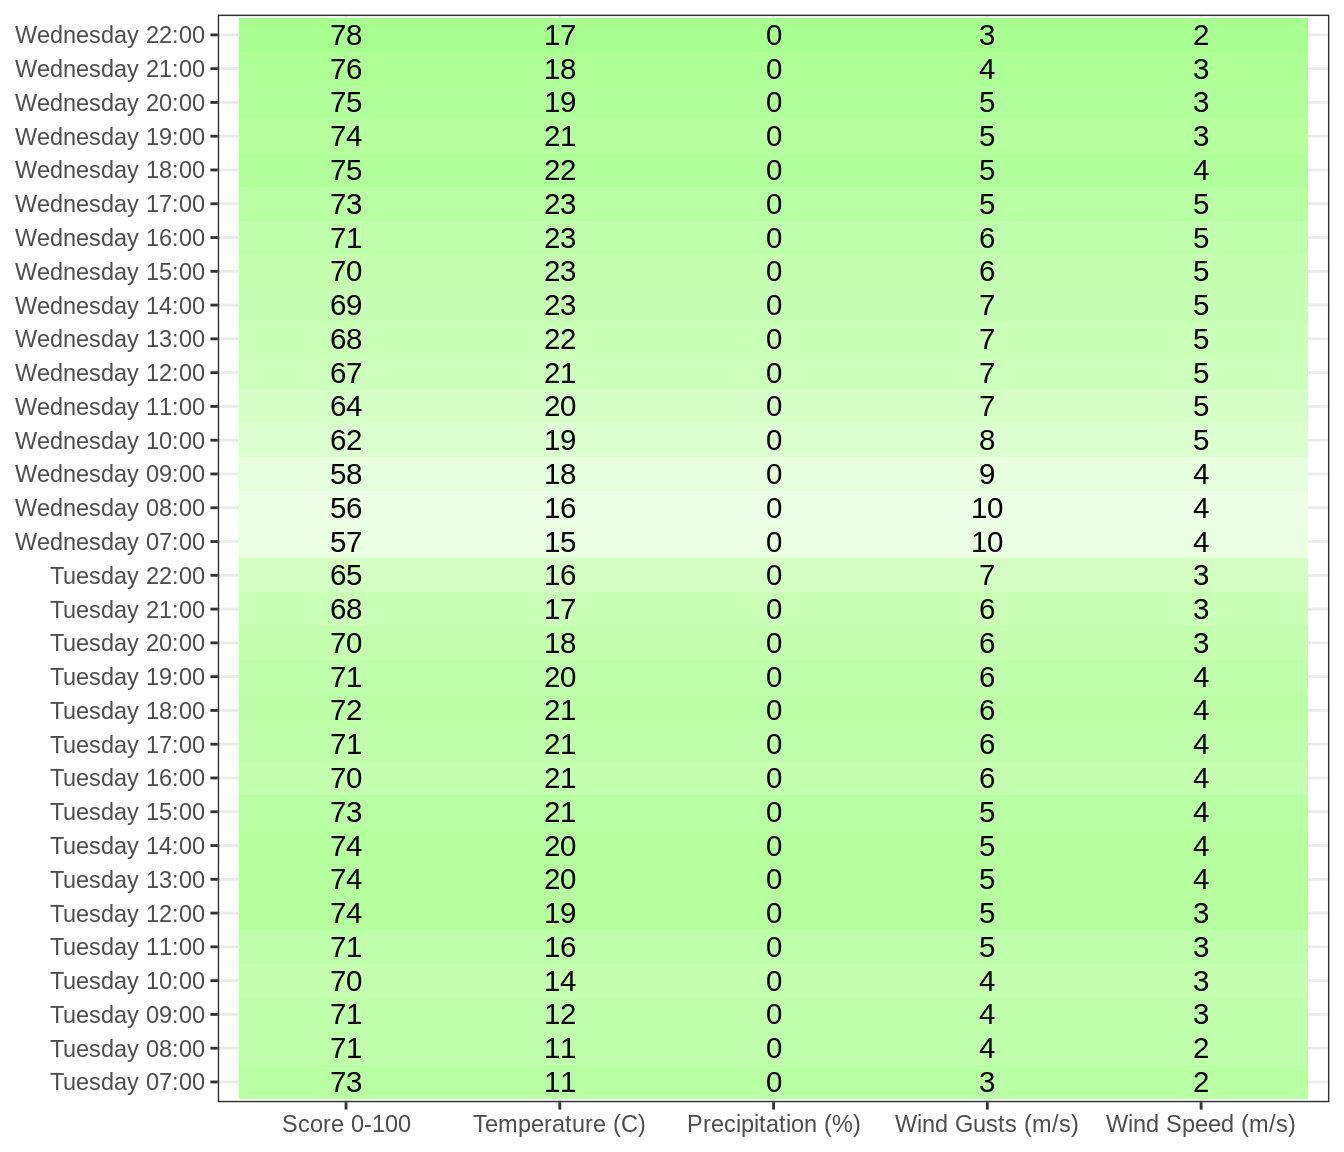 Wednesday 22:00 78 17 0 3 2
Wednesday 21:00 76 18 0 4 3
Wednesday 20:00 75 19 0 5 3
Wednesday 19:00 74 21 0 5 3
Wednesday 18:00 75 22 0 5 4
Wednesday 17:00 73 23 0 5 5
Wednesday 16:00 71 23 0 6 5
Wednesday 15:00 70 23 0 6 5
Wednesday 14:00 69 23 0 7 5
Wednesday 13:00 68 22 0 7 5
Wednesday 12:00 67 21 0 7 5
Wednesday 11:00 64 20 0 7 5
Wednesday 10:00 62 19 0 8 5
Wednesday 09:00 58 18 0 9 4
Wednesday 08:00 56 16 0 10 4
Wednesday 07:00 57 15 0 10 4
Tuesday 22:00 65 16 0 7 3
Tuesday 21:00 68 17 0 6 3
Tuesday 20:00 70 18 0 6 3
Tuesday 19:00 71 20 0 6 4
Tuesday 18:00 72 21 0 6 4
Tuesday 17:00 71 21 0 6 4
Tuesday 16:00 70 21 0 6 4
Tuesday 15:00 73 21 0 5 4
Tuesday 14:00 74 20 0 5 4
Tuesday 13:00 74 20 0 5 4
Tuesday 12:00 74 19 0 5 3
Tuesday 11:00 71 16 0 5 3
Tuesday 10:00 70 14 0 4 3
Tuesday 09:00 71 12 0 4 3
Tuesday 08:00 71 11 0 4 2
Tuesday 07:00 73 11 0 3 2
Score 0-100 Temperature (C) Precipitation (%) Wind Gusts (m/s) Wind Speed (m/s)